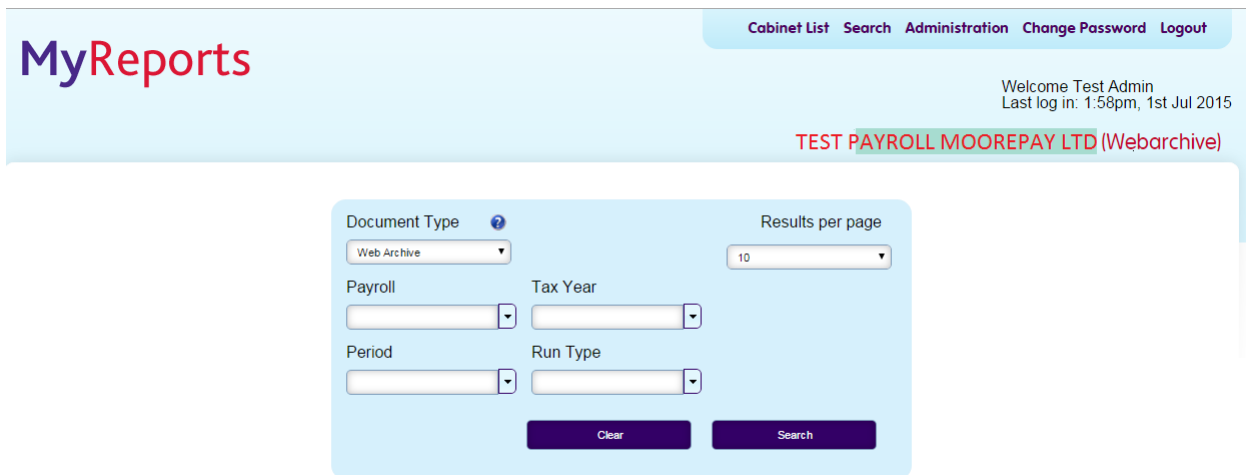 Cabinet List Search Administration Change Password Logout
MyReports
Welcome Test Admin
Last log in: 1:58pm, 1st Jul 2015
TEST PAYROLL MOOREPAY LTD (Webarchive)
Document Type ? Results per page
Web Archive 10
Payroll Tax Year
Period Run Type
Clear Search